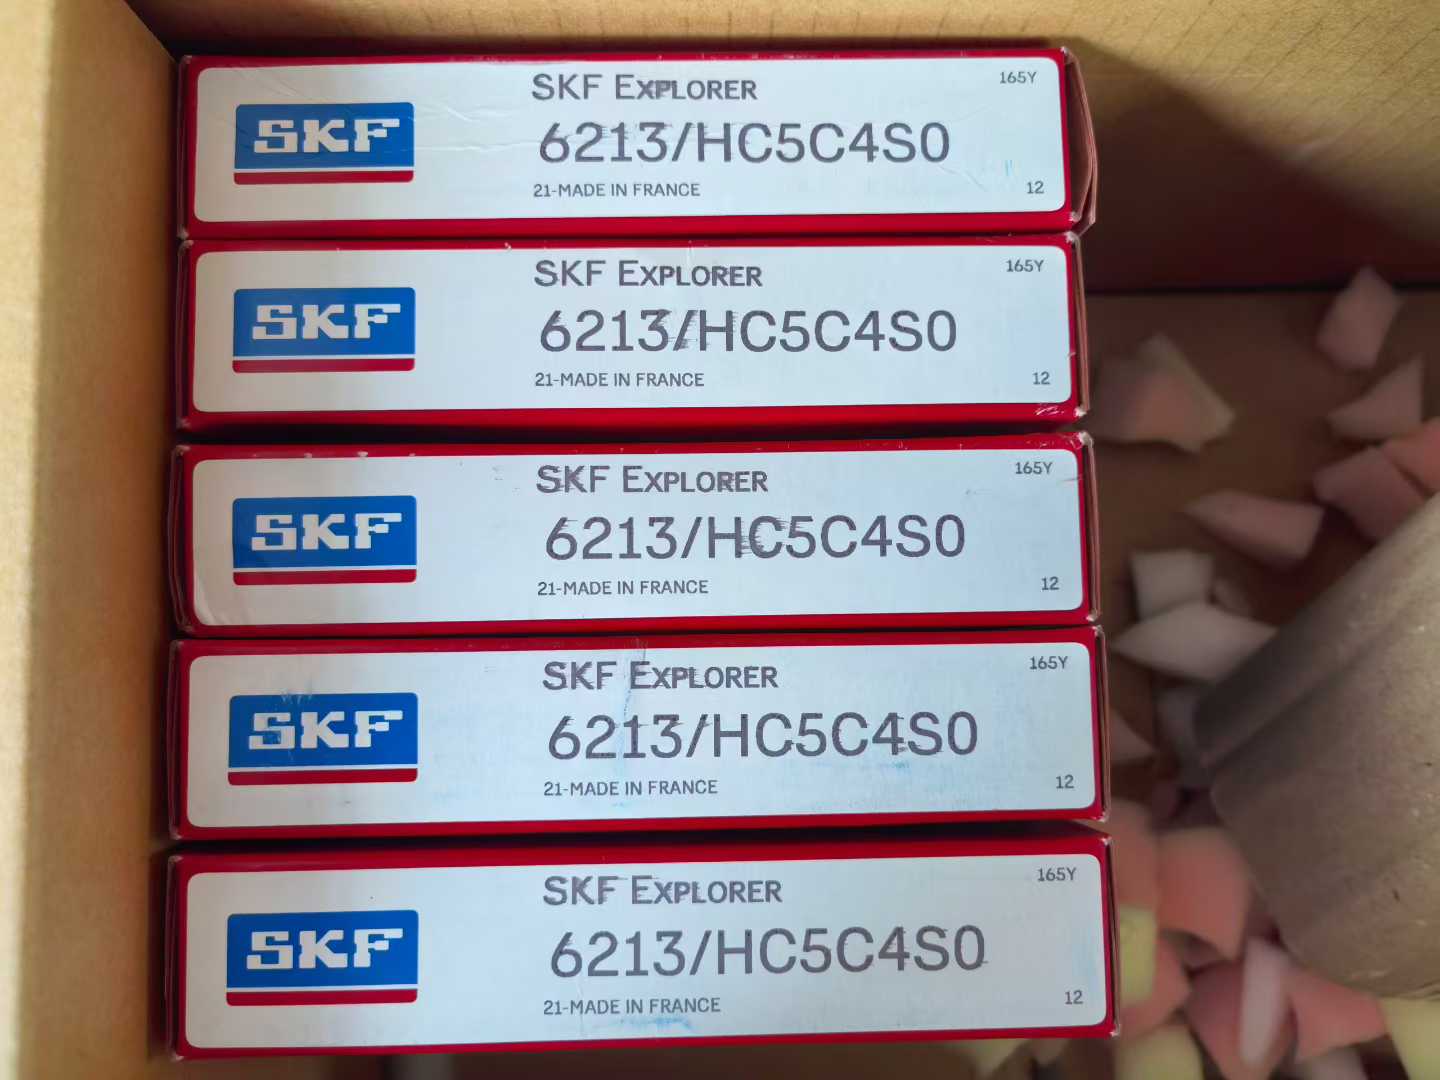 SKF
SKF EXPLORER
165Y
6213/HC5C4S0
21-MADE IN FRANCE
12
SKF
SKF EXPLORER
165Y
6213/HC5C4S0
21-MADE IN FRANCE
12
SKF
SKF EXPLORER
165Y
6213/HC5C4S0
21-MADE IN FRANCE
12
SKF
SKF EXPLORER
165Y
6213/HC5C4S0
21-MADE IN FRANCE
12
SKF
SKF EXPLORER
165Y
6213/HC5C4S0
21-MADE IN FRANCE
12